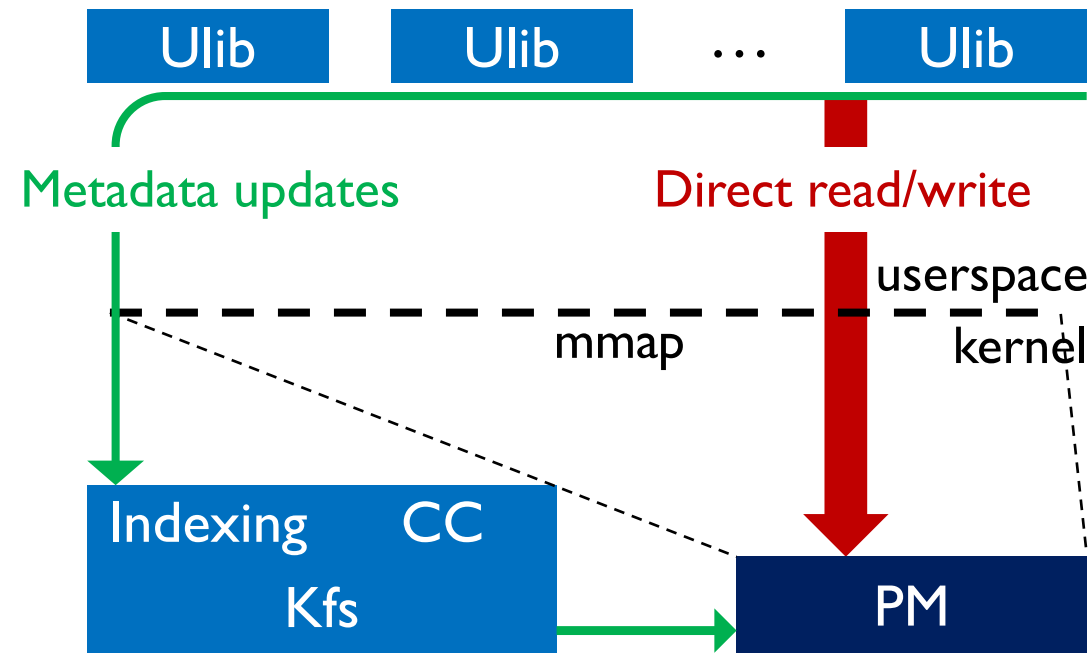 Ulib Ulib ... Ulib
Metadata updates Direct read/write
userspace
mmap kernel
Indexing CC
Kfs PM